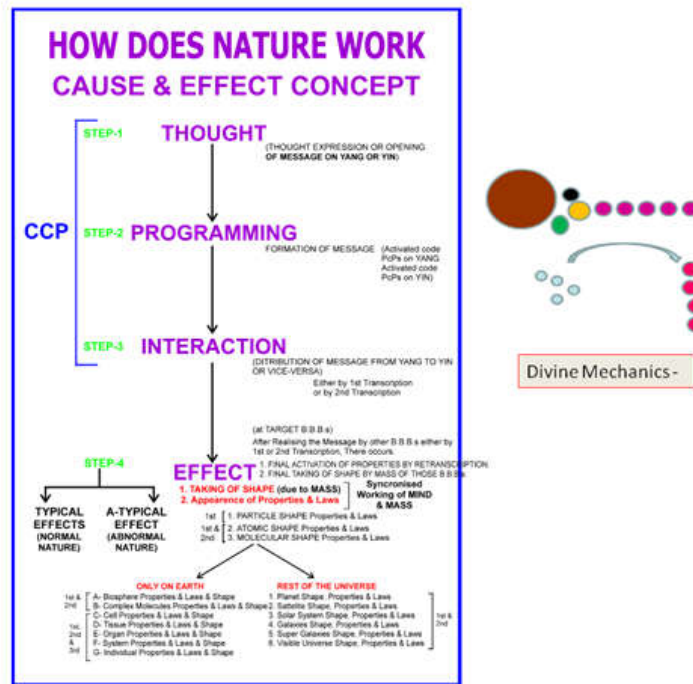 HOW DOES NATURE WORK
CAUSE & EFFECT CONCEPT
STEP-1
THOUGHT
(THOUGHT EXPRESSION OR OPENING
OF MESSAGE ON YANG OR YIN)
CCP
STEP-2
PROGRAMMING
FORMATION OF MESSAGE (Activated code
PcPs on YANG
Activated code
PcPs on YIN)
STEP-3
INTERACTION
(DITRIBUTION OF MESSAGE FROM YANG TO YIN
OR VICE-VERSA)
Either by 1st Transcription
or by 2nd Transcription
(at TARGET B.B.B.s)
After Realising the Message by other B.B.B.s either by
1st or 2nd Transcription, There occurs.
STEP-4
EFFECT
1. FINAL ACTIVATION OF PROPERTIES BY RETRANSCRIPTION
2. FINAL TAKING OF SHAPE BY MASS OF THOSE B.B.B.s.
1. TAKING OF SHAPE (due to MASS)
2. Appearence of Properties & Laws
Syncronised
Working of MIND
& MASS
TYPICAL
EFFECTS
(NORMAL
NATURE)
A-TYPICAL
EFFECT
(ABNORMAL
NATURE)
1st
1. PARTICLE SHAPE Properties & Laws
1st &
2nd
2. ATOMIC SHAPE Properties & Laws
3. MOLECULAR SHAPE Properties & Laws
ONLY ON EARTH
1st &
2nd
A- Biosphere Properties & Laws & Shape
B- Complex Molecules Properties & Laws & Shape
1st,
2nd
&
3rd
C- Cell Properties & Laws & Shape
D- Tissue Properties & Laws & Shape
E- Organ Properties & Laws & Shape
F- System Properties & Laws & Shape
G- Individual Properties & Laws & Shape
REST OF THE UNIVERSE
1. Planet Shape, Properties & Laws
2. Sattelite Shape, Properties & Laws
3. Solar System Shape, Properties & Laws
4. Galaxies Shape, Properties & Laws
5. Super Galaxies Shape, Properties & Laws
6. Visible Universe Shape, Properties & Laws
1st &
2nd
Divine Mechanics -